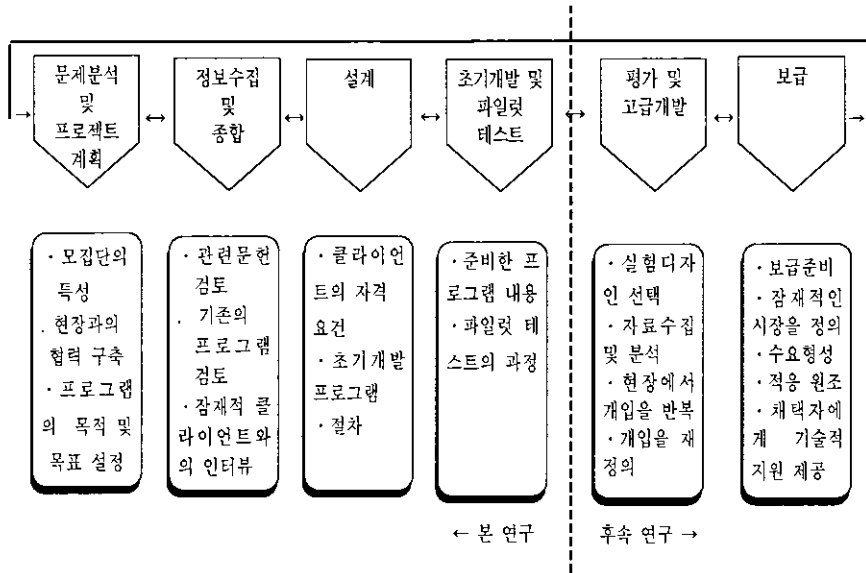 문제분석
및
프로젝트
계획
정보수집
및
종합
설계
초기개발 및
파일럿
테스트
평가 및
고급개발
보급
· 모집단의
특성
· 현장과의
협력 구축
· 프로그램
의 목적 및
목표 설정
· 관련문헌
검토
· 기존의
프로그램
검토
· 잠재적 클
라이언트와
의 인터뷰
· 클라이언
트의 자격
요건
· 초기개발
프로그램
· 절차
· 준비한 프
로그램 내용
· 파일럿 테
스트의 과정
· 실험디자
인 선택
· 자료수집
및 분석
· 현장에서
개입을 반복
· 개입을 재
정의
· 보급준비
· 잠재적인
시장을 정의
· 수요형성
· 적응 원조
· 채택자에
게 기술적
지원 제공
← 본 연구
후속 연구 →